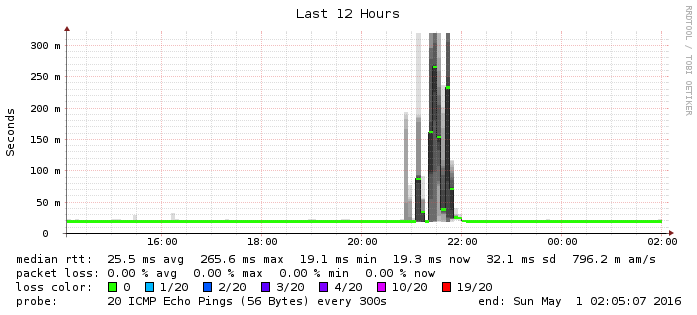 Last 12 Hours
RRDTOOL / TOBI OETIKER
Seconds
300 m
250 m
200 m
150 m
100 m
50 m
0
16:00 18:00 20:00 22:00 00:00 02:00
median rtt: 25.5 ms avg 265.6 ms max 19.1 ms min 19.3 ms now 32.1 ms sd 796.2 m am/s
packet loss: 0.00 % avg 0.00 % max 0.00 % min 0.00 % now
loss color: 0 1/20 2/20 3/20 4/20 10/20 19/20
probe: 20 ICMP Echo Pings (56 Bytes) every 300s end: Sun May 1 02:05:07 2016